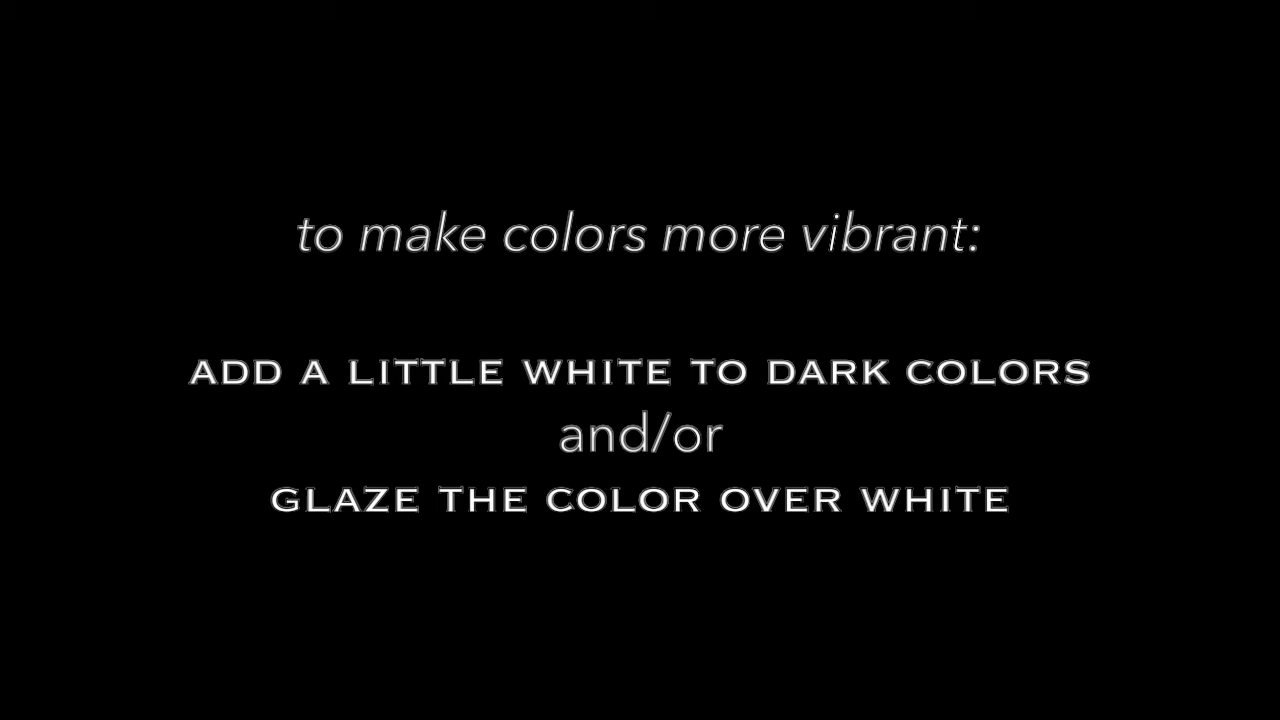 to make colors more vibrant:
ADD A LITTLE WHITE TO DARK COLORS
and/or
GLAZE THE COLOR OVER WHITE